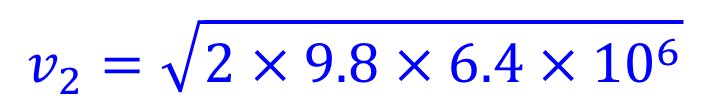 v₂ = √(2 × 9.8 × 6.4 × 10⁶)